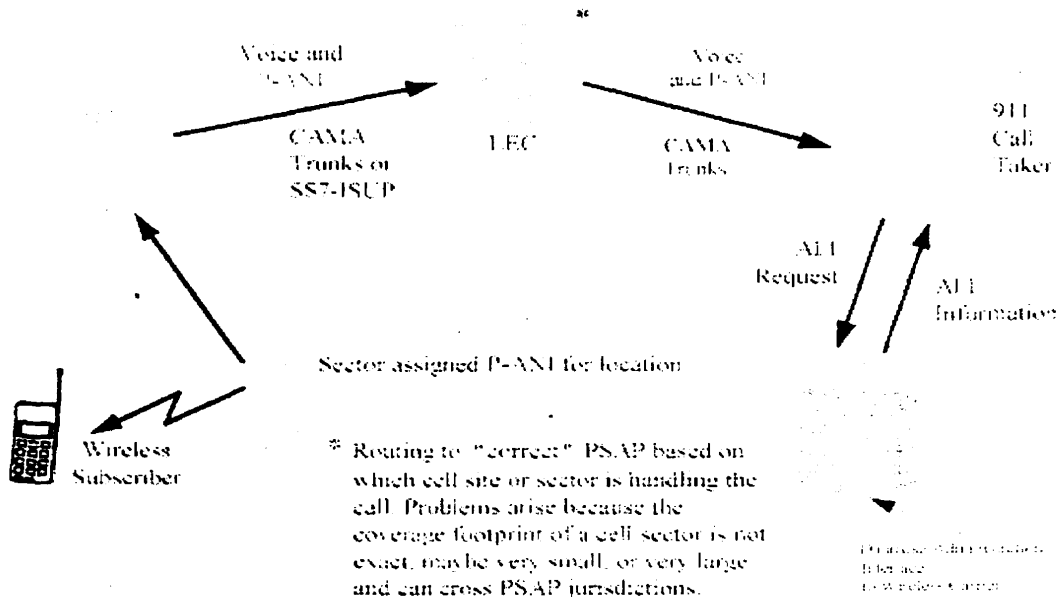 *
Voice and
P-ANI
CAMA
Trunks or
SS7-ISUP
LEC
Voice
and P-ANI
CAMA
Trunks
911
Call
Taker
ALI
Request
ALI
Information
Sector assigned P-ANI for location
Wireless
Subscriber
* Routing to "correct" PSAP based on
which cell site or sector is handling the
call. Problems arise because the
coverage footprint of a cell sector is not
exact, maybe very small, or very large
and can cross PSAP jurisdictions.
Interface